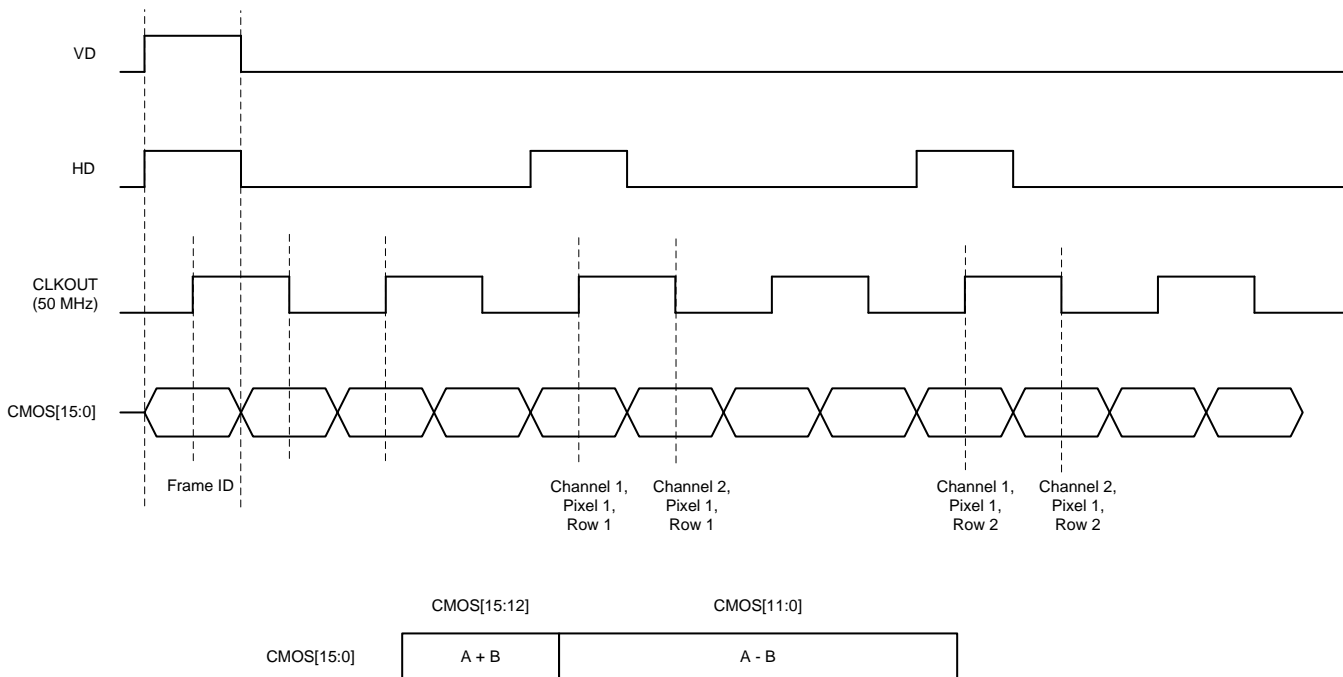 VD
HD
CLKOUT
(50 MHz)
CMOS[15:0]
Frame ID
Channel 1,
Pixel 1,
Row 1
Channel 2,
Pixel 1,
Row 1
Channel 1,
Pixel 1,
Row 2
Channel 2,
Pixel 1,
Row 2
CMOS[15:12]
CMOS[11:0]
CMOS[15:0]
A + B
A - B